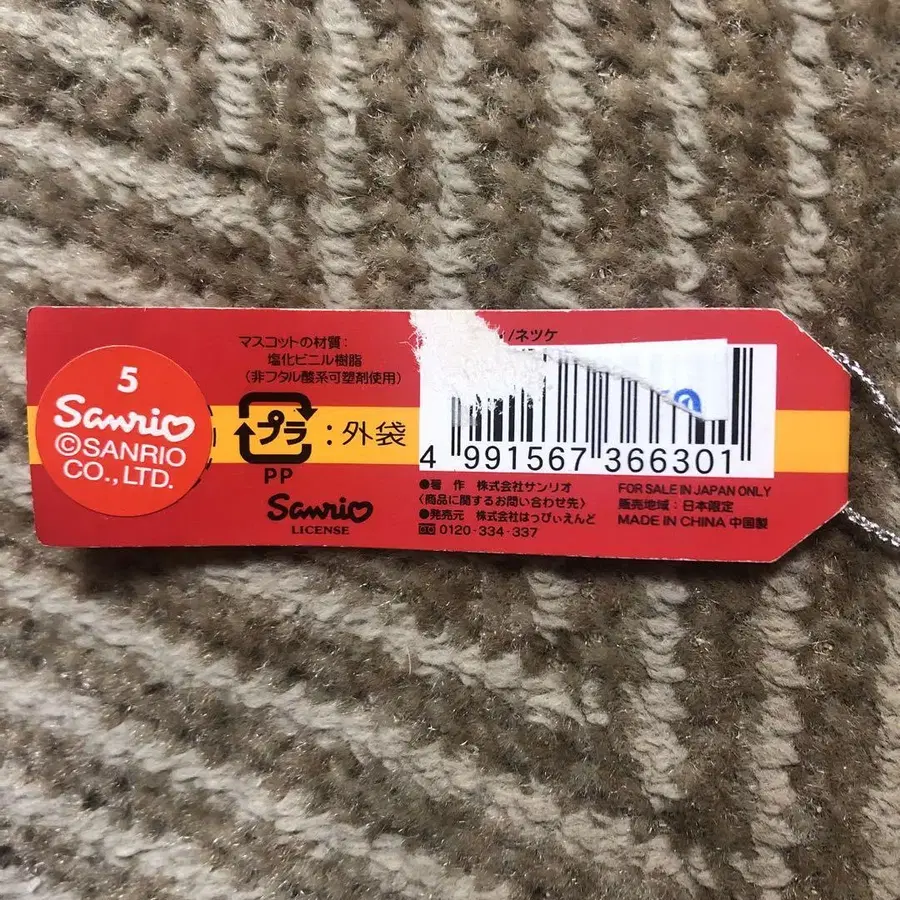 5
Sanrio
©SANRIO
CO., LTD.
マスコットの材質：
塩化ビニル樹脂
（非フタル酸系可塑剤使用）
プラ：外袋
PP
Sanrio
LICENSE
/ネツケ
4 991567 366301
●著 作 株式会社サンリオ
〈商品に関するお問い合わせ先〉
●発売元 株式会社はっぴぃえんど
0120-334-337
FOR SALE IN JAPAN ONLY
販売地域：日本限定
MADE IN CHINA 中国製